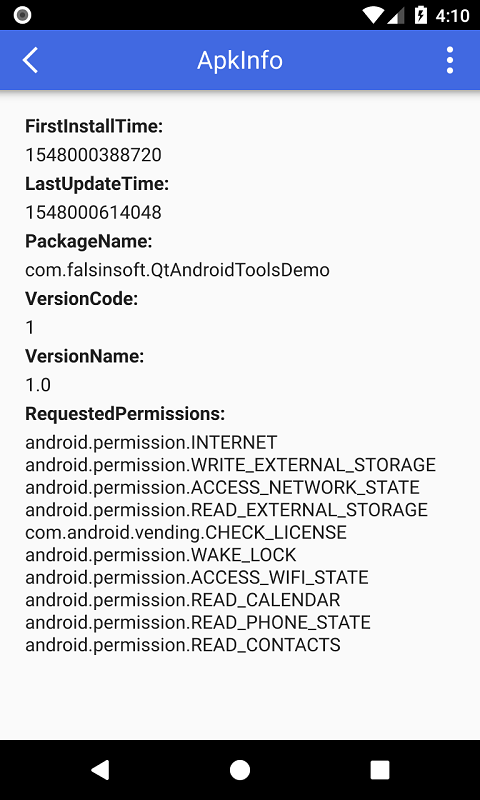 4:10
ApkInfo
FirstInstallTime:
1548000388720
LastUpdateTime:
1548000614048
PackageName:
com.falsinsoft.QtAndroidToolsDemo
VersionCode:
1
VersionName:
1.0
RequestedPermissions:
android.permission.INTERNET
android.permission.WRITE_EXTERNAL_STORAGE
android.permission.ACCESS_NETWORK_STATE
android.permission.READ_EXTERNAL_STORAGE
com.android.vending.CHECK_LICENSE
android.permission.WAKE_LOCK
android.permission.ACCESS_WIFI_STATE
android.permission.READ_CALENDAR
android.permission.READ_PHONE_STATE
android.permission.READ_CONTACTS